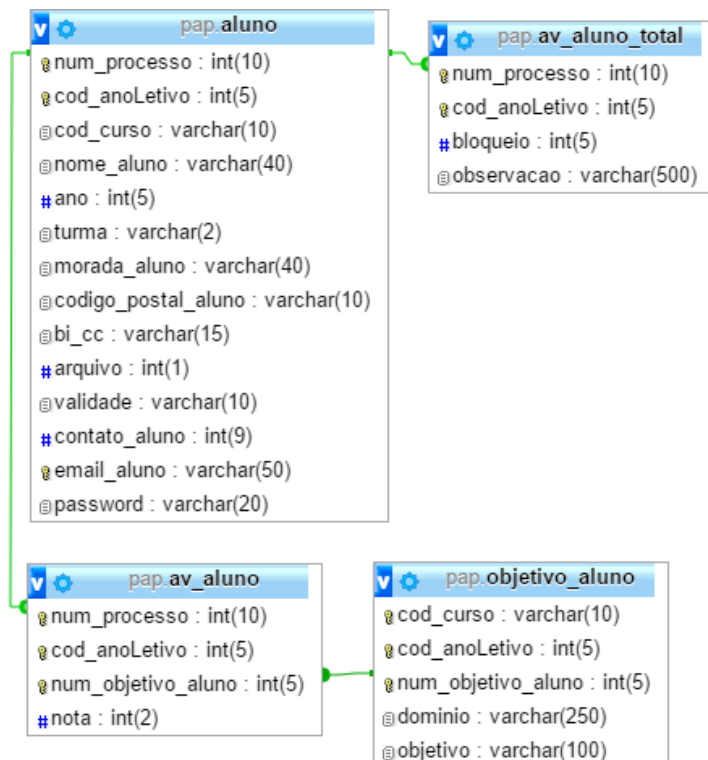 v pap.aluno
num_processo : int(10)
cod_anoLetivo : int(5)
cod_curso : varchar(10)
nome_aluno : varchar(40)
# ano : int(5)
turma : varchar(2)
morada_aluno : varchar(40)
codigo_postal_aluno : varchar(10)
bi_cc : varchar(15)
# arquivo : int(1)
validade : varchar(10)
# contato_aluno : int(9)
email_aluno : varchar(50)
password : varchar(20)
v pap.av_aluno_total
num_processo : int(10)
cod_anoLetivo : int(5)
# bloqueio : int(5)
observacao : varchar(500)
v pap.av_aluno
num_processo : int(10)
cod_anoLetivo : int(5)
num_objetivo_aluno : int(5)
# nota : int(2)
v pap.objetivo_aluno
cod_curso : varchar(10)
cod_anoLetivo : int(5)
num_objetivo_aluno : int(5)
dominio : varchar(250)
objetivo : varchar(100)